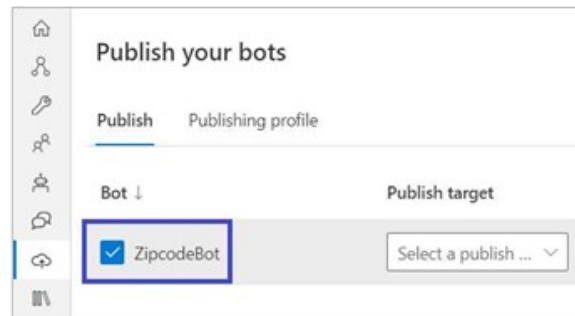 Publish your bots
Publish Publishing profile
Bot ↓ Publish target
ZipcodeBot Select a publish ...